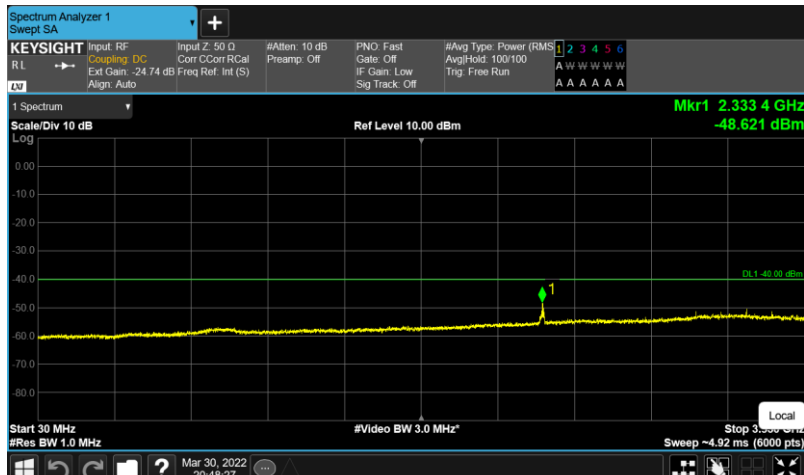 Spectrum Analyzer 1
Swept SA
+
KEYSIGHT
RL
LXI
Input: RF
Coupling: DC
Ext Gain: -24.74 dB
Align: Auto
Input Z: 50 Ω
Corr CCorr RCal
Freq Ref: Int (S)
#Atten: 10 dB
Preamp: Off
PNO: Fast
Gate: Off
IF Gain: Low
Sig Track: Off
#Avg Type: Power (RMS
Avg|Hold: 100/100
Trig: Free Run
1 2 3 4 5 6
A W W W W W
A A A A A A
1 Spectrum
Mkr1 2.333 4 GHz
Scale/Div 10 dB
Ref Level 10.00 dBm
-48.621 dBm
Log
0.00
-10.0
-20.0
-30.0
-40.0
DL1 -40.00 dBm
1
-50.0
-60.0
-70.0
-80.0
Local
Start 30 MHz
#Video BW 3.0 MHz*
Stop
#Res BW 1.0 MHz
Sweep ~4.92 ms (6000 pts)
?
Mar 30, 2022
20:48:27